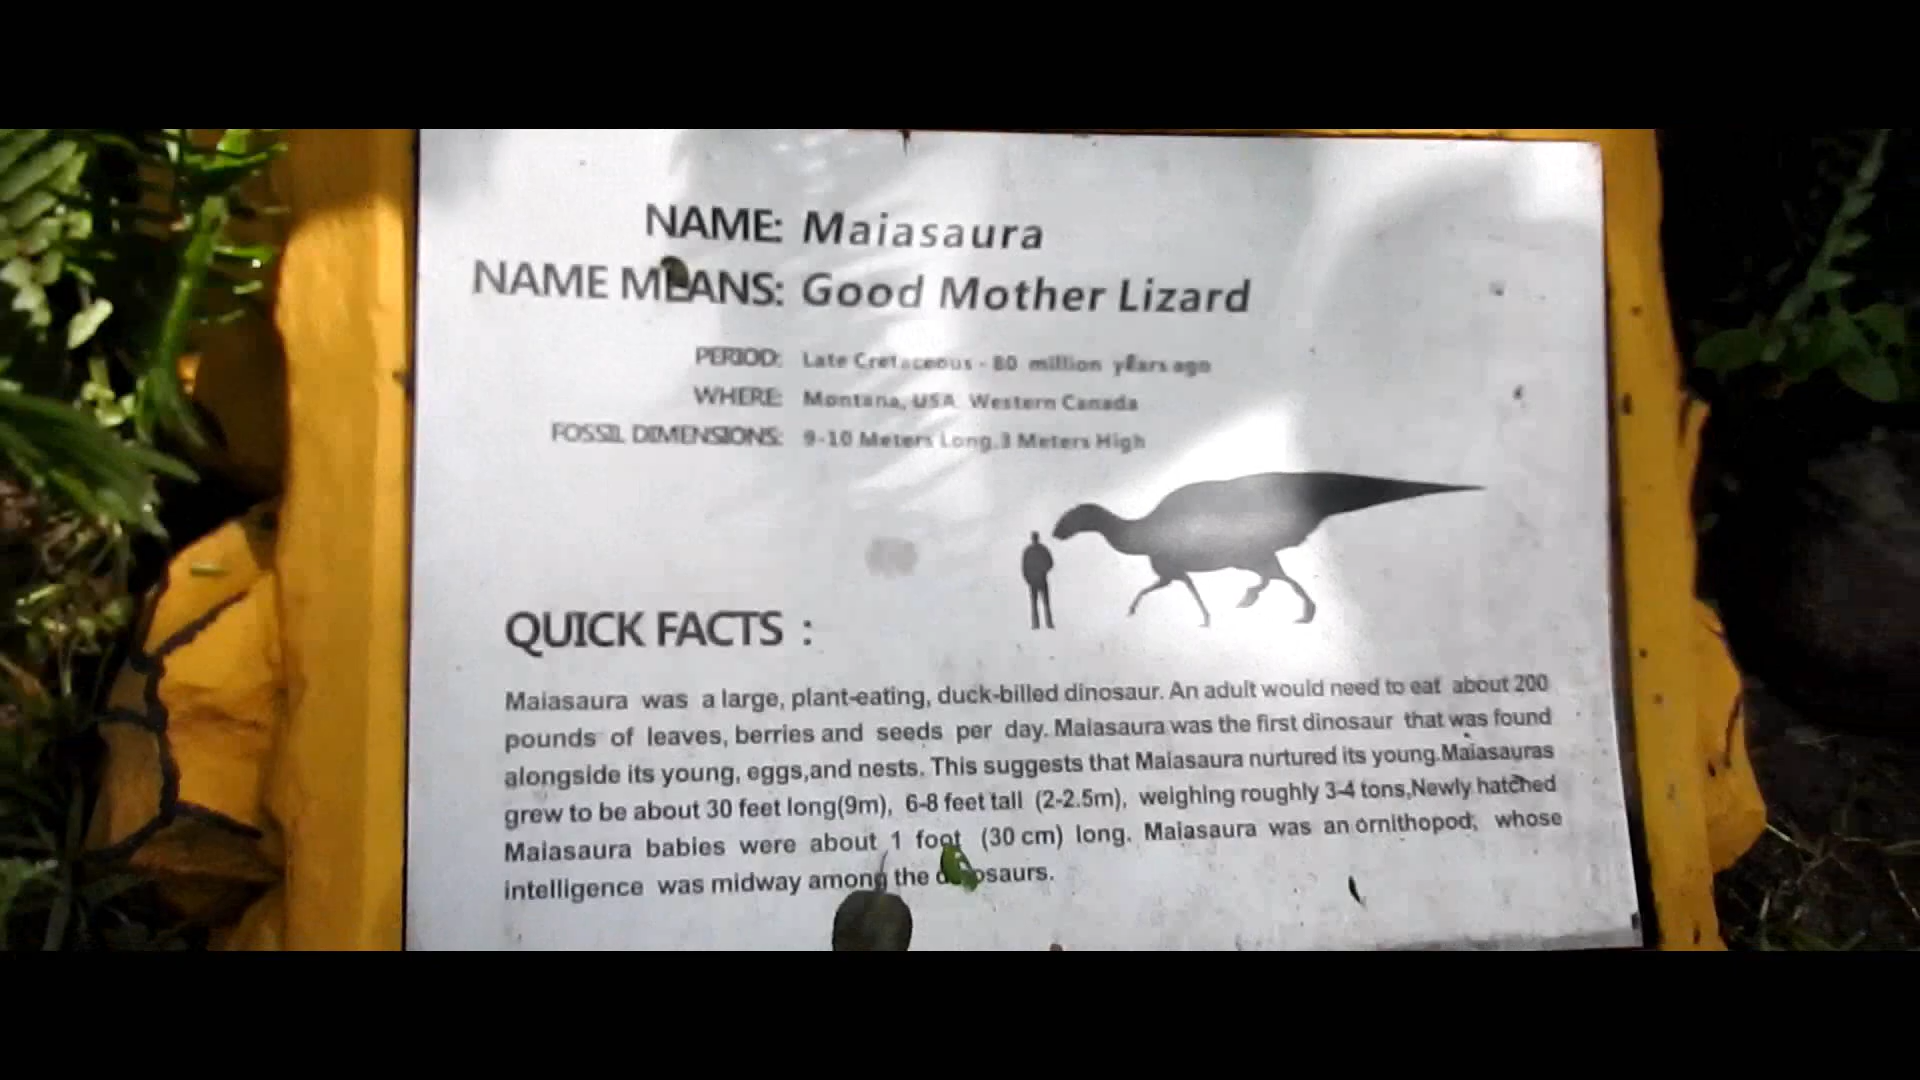 NAME: Maiasaura
NAME MEANS: Good Mother Lizard
PERIOD: Late Cretaceous - 80 million years ago
WHERE: Montana, USA Western Canada
FOSSIL DIMENSIONS: 9-10 Meters Long,3 Meters High
QUICK FACTS :
Maiasaura was a large, plant-eating, duck-billed dinosaur. An adult would need to eat about 200
pounds of leaves, berries and seeds per day. Maiasaura was the first dinosaur that was found
alongside its young, eggs,and nests. This suggests that Maiasaura nurtured its young.Maiasauras
grew to be about 30 feet long(9m), 6-8 feet tall (2-2.5m), weighing roughly 3-4 tons,Newly hatched
Maiasaura babies were about 1 foot (30 cm) long. Maiasaura was an ornithopod, whose
intelligence was midway among the dinosaurs.